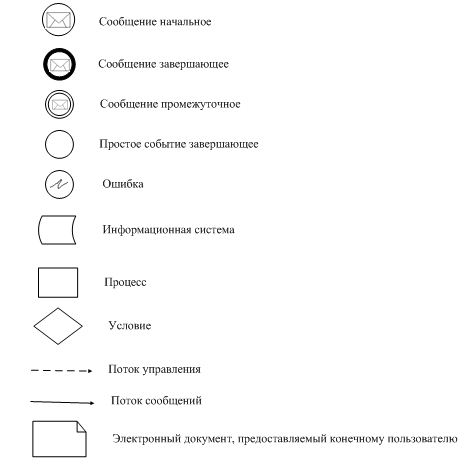 Сообщение начальное
Сообщение завершающее
Сообщение промежуточное
Простое событие завершающее
Ошибка
Информационная система
Процесс
Условие
Поток управления
Поток сообщений
Электронный документ, предоставляемый конечному пользователю